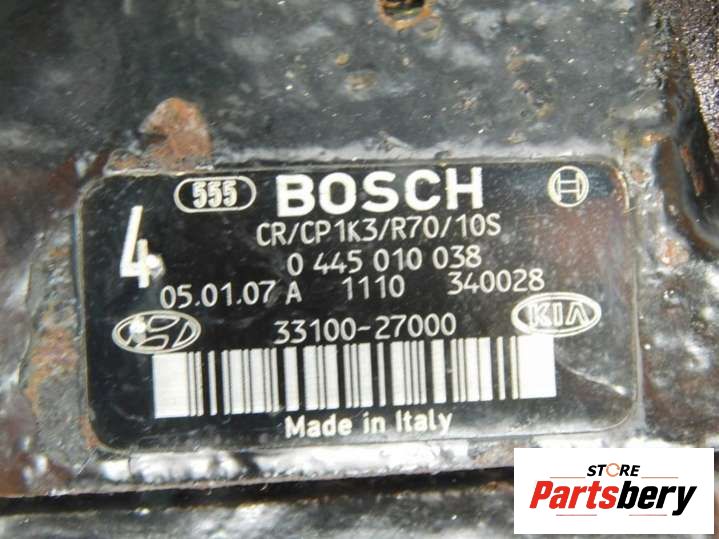 555 BOSCH
4
CR/CP1K3/R70/10S
0 445 010 038
05.01.07 A 1110 340028
33100-27000 KIA
Made in Italy
STORE
Partsbery